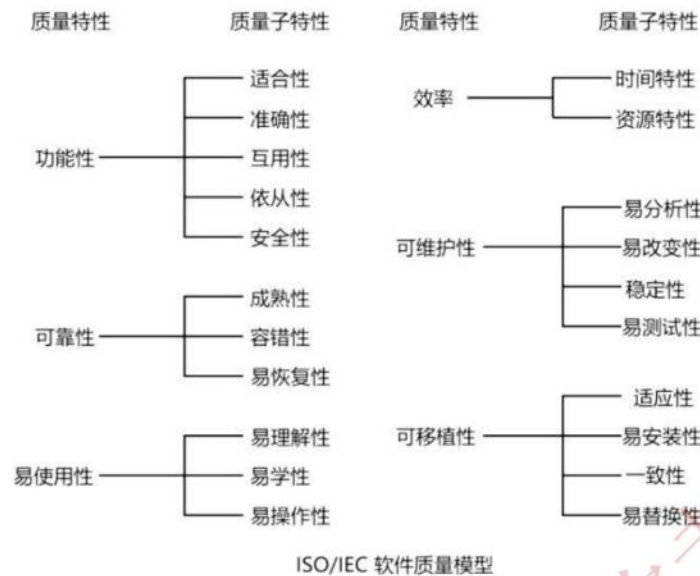 质量特性
质量子特性
功能性
适合性
准确性
互用性
依从性
安全性
可靠性
成熟性
容错性
易恢复性
易使用性
易理解性
易学性
易操作性
质量特性
质量子特性
效率
时间特性
资源特性
可维护性
易分析性
易改变性
稳定性
易测试性
可移植性
适应性
易安装性
一致性
易替换性
ISO/IEC 软件质量模型